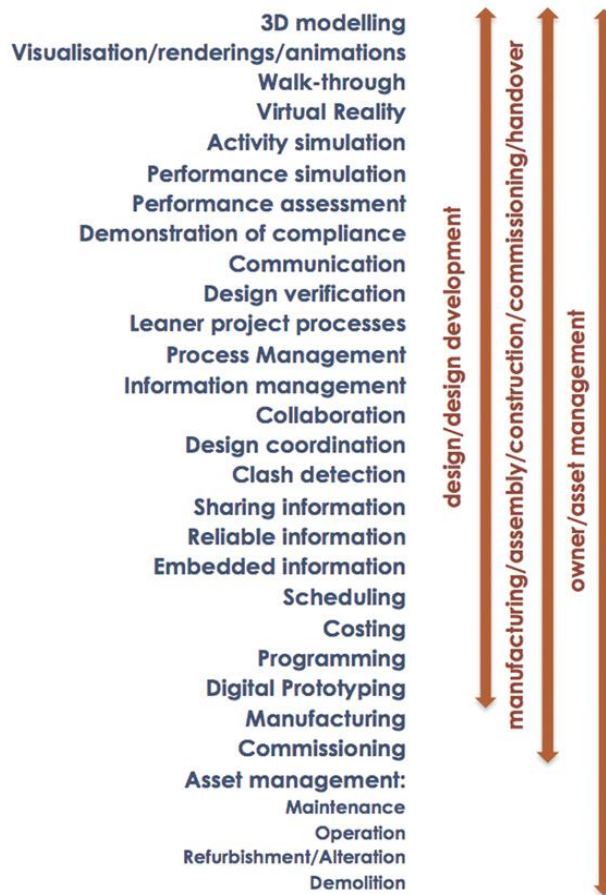 3D modelling
Visualisation/renderings/animations
Walk-through
Virtual Reality
Activity simulation
Performance simulation
Performance assessment
Demonstration of compliance
Communication
Design verification
Leaner project processes
Process Management
Information management
Collaboration
Design coordination
Clash detection
Sharing information
Reliable information
Embedded information
Scheduling
Costing
Programming
Digital Prototyping
Manufacturing
Commissioning
Asset management:
Maintenance
Operation
Refurbishment/Alteration
Demolition
design/design development
manufacturing/assembly/construction/commissioning/handover
owner/asset management